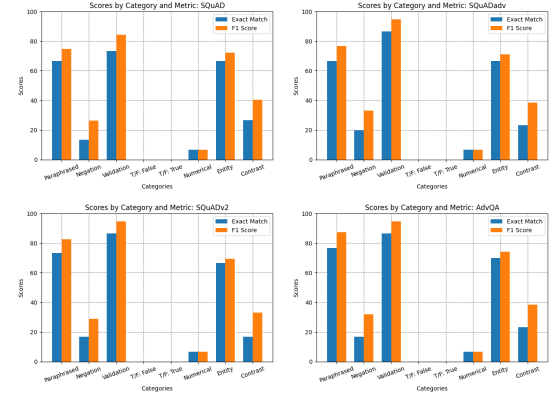 Scores by Category and Metric: SQuAD
Scores
100
80
60
40
20
0
Exact Match
F1 Score
Paraphrased
Negation
Validation
T/F: False
T/F: True
Numerical
Entity
Contrast
Categories
Scores by Category and Metric: SQuADadv
Scores
100
80
60
40
20
0
Exact Match
F1 Score
Paraphrased
Negation
Validation
T/F: False
T/F: True
Numerical
Entity
Contrast
Categories
Scores by Category and Metric: SQuADv2
Scores
100
80
60
40
20
0
Exact Match
F1 Score
Paraphrased
Negation
Validation
T/F: False
T/F: True
Numerical
Entity
Contrast
Categories
Scores by Category and Metric: AdvQA
Scores
100
80
60
40
20
0
Exact Match
F1 Score
Paraphrased
Negation
Validation
T/F: False
T/F: True
Numerical
Entity
Contrast
Categories